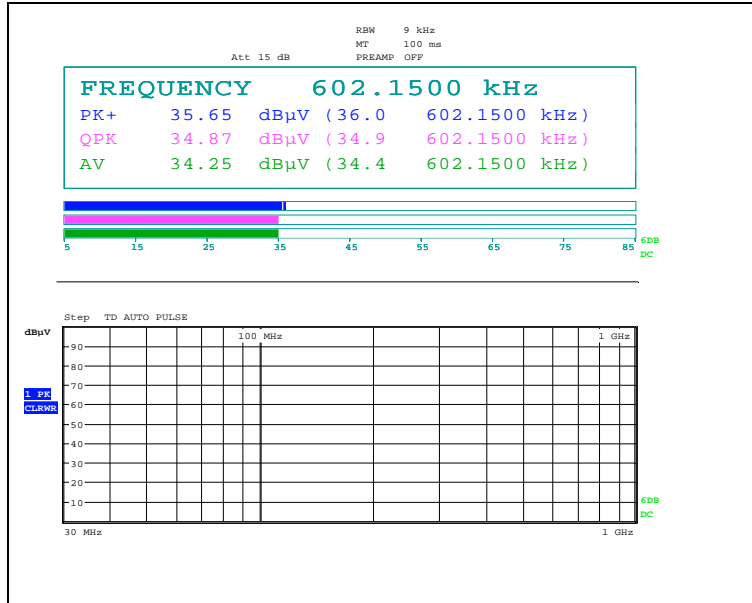 RBW 9 kHz
MT 100 ms
Att 15 dB PREAMP OFF
FREQUENCY 602.1500 kHz
PK+ 35.65 dBµV (36.0 602.1500 kHz)
QPK 34.87 dBµV (34.9 602.1500 kHz)
AV 34.25 dBµV (34.4 602.1500 kHz)
5 15 25 35 45 55 65 75 85
6DB
DC
Step TD AUTO PULSE
dBµV
100 MHz 1 GHz
90
80
70
1 PK
CLRWR
50
40
30
20
10
6DB
DC
30 MHz 1 GHz